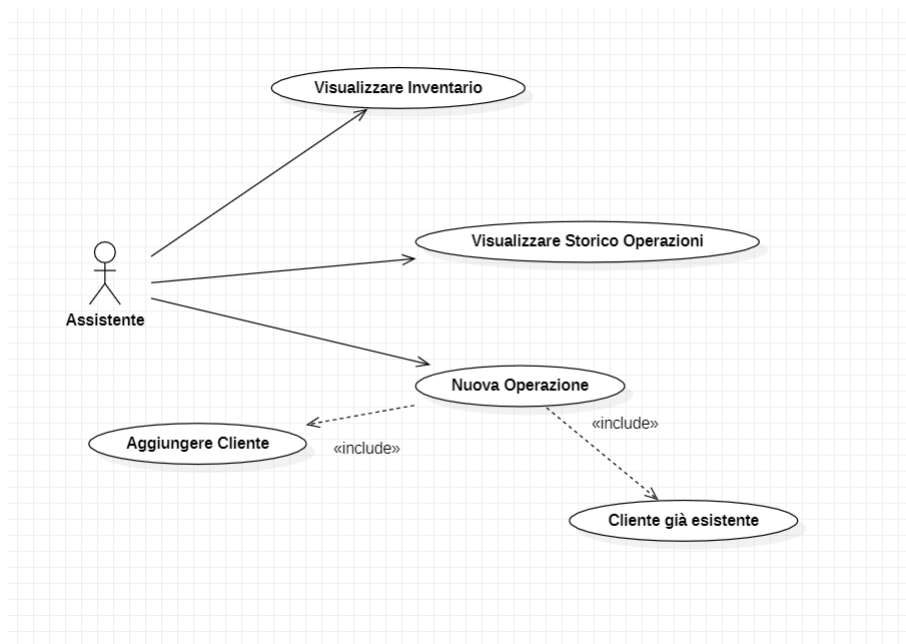 Visualizzare Inventario
Visualizzare Storico Operazioni
Assistente
Nuova Operazione
«include»
Aggiungere Cliente
«include»
Cliente già esistente